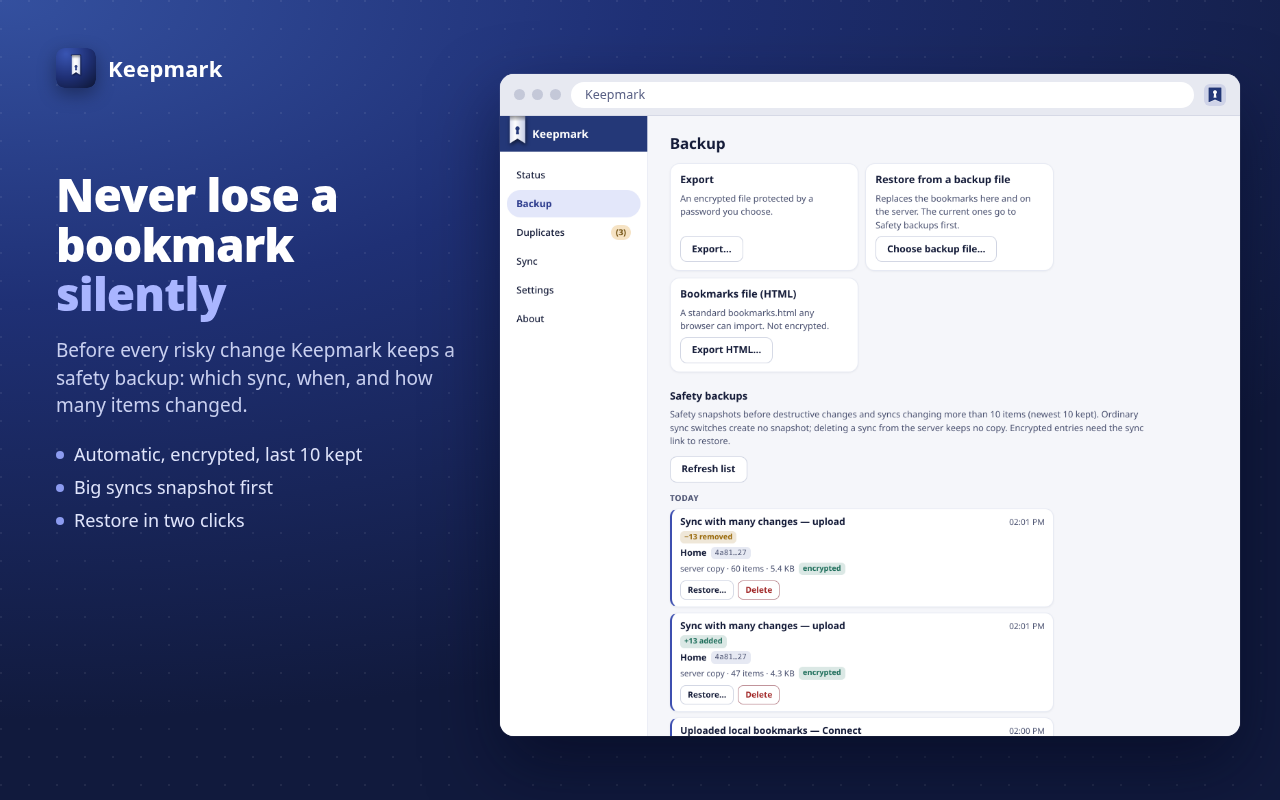 Keepmark
Never lose a
bookmark
silently
Before every risky change Keepmark keeps a
safety backup: which sync, when, and how
many items changed.
Automatic, encrypted, last 10 kept
Big syncs snapshot first
Restore in two clicks
Keepmark
Keepmark
Status
Backup
Duplicates (3)
Sync
Settings
About
Backup
Export
An encrypted file protected by a
password you choose.
Export...
Restore from a backup file
Replaces the bookmarks here and on
the server. The current ones go to
Safety backups first.
Choose backup file...
Bookmarks file (HTML)
A standard bookmarks.html any
browser can import. Not encrypted.
Export HTML...
Safety backups
Safety snapshots before destructive changes and syncs changing more than 10 items (newest 10 kept). Ordinary
sync switches create no snapshot; deleting a sync from the server keeps no copy. Encrypted entries need the sync
link to restore.
Refresh list
TODAY
Sync with many changes — upload 02:01 PM
−13 removed
Home 4a81…27
server copy · 60 items · 5.4 KB encrypted
Restore... Delete
Sync with many changes — upload 02:01 PM
+13 added
Home 4a81…27
server copy · 47 items · 4.3 KB encrypted
Restore... Delete
Uploaded local bookmarks — Connect 02:00 PM